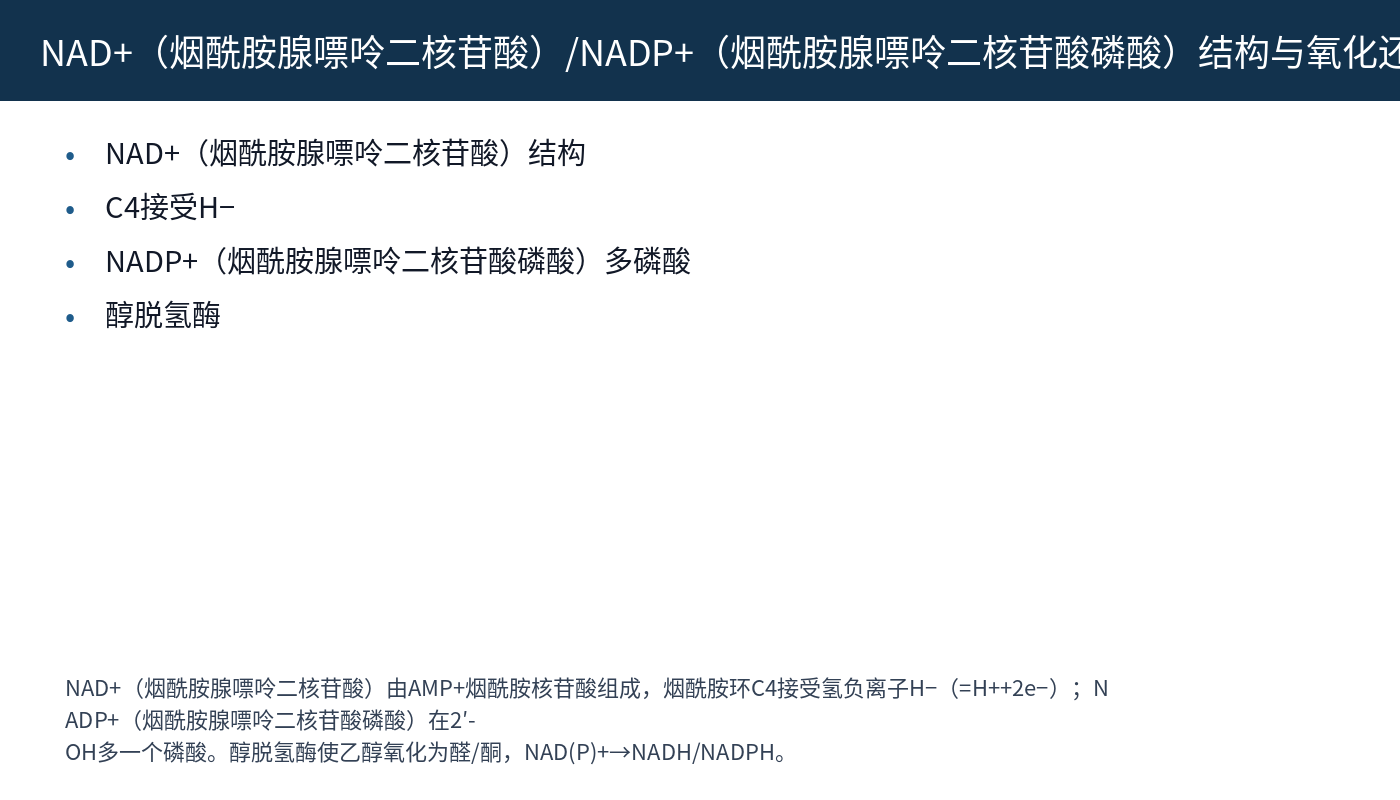 NAD+（烟酰胺腺嘌呤二核苷酸）/NADP+（烟酰胺腺嘌呤二核苷酸磷酸）结构与氧化还
• NAD+（烟酰胺腺嘌呤二核苷酸）结构
• C4接受H−
• NADP+（烟酰胺腺嘌呤二核苷酸磷酸）多磷酸
• 醇脱氢酶
NAD+（烟酰胺腺嘌呤二核苷酸）由AMP+烟酰胺核苷酸组成，烟酰胺环C4接受氢负离子H−（=H++2e−）；N
ADP+（烟酰胺腺嘌呤二核苷酸磷酸）在2′-
OH多一个磷酸。醇脱氢酶使乙醇氧化为醛/酮，NAD(P)+→NADH/NADPH。